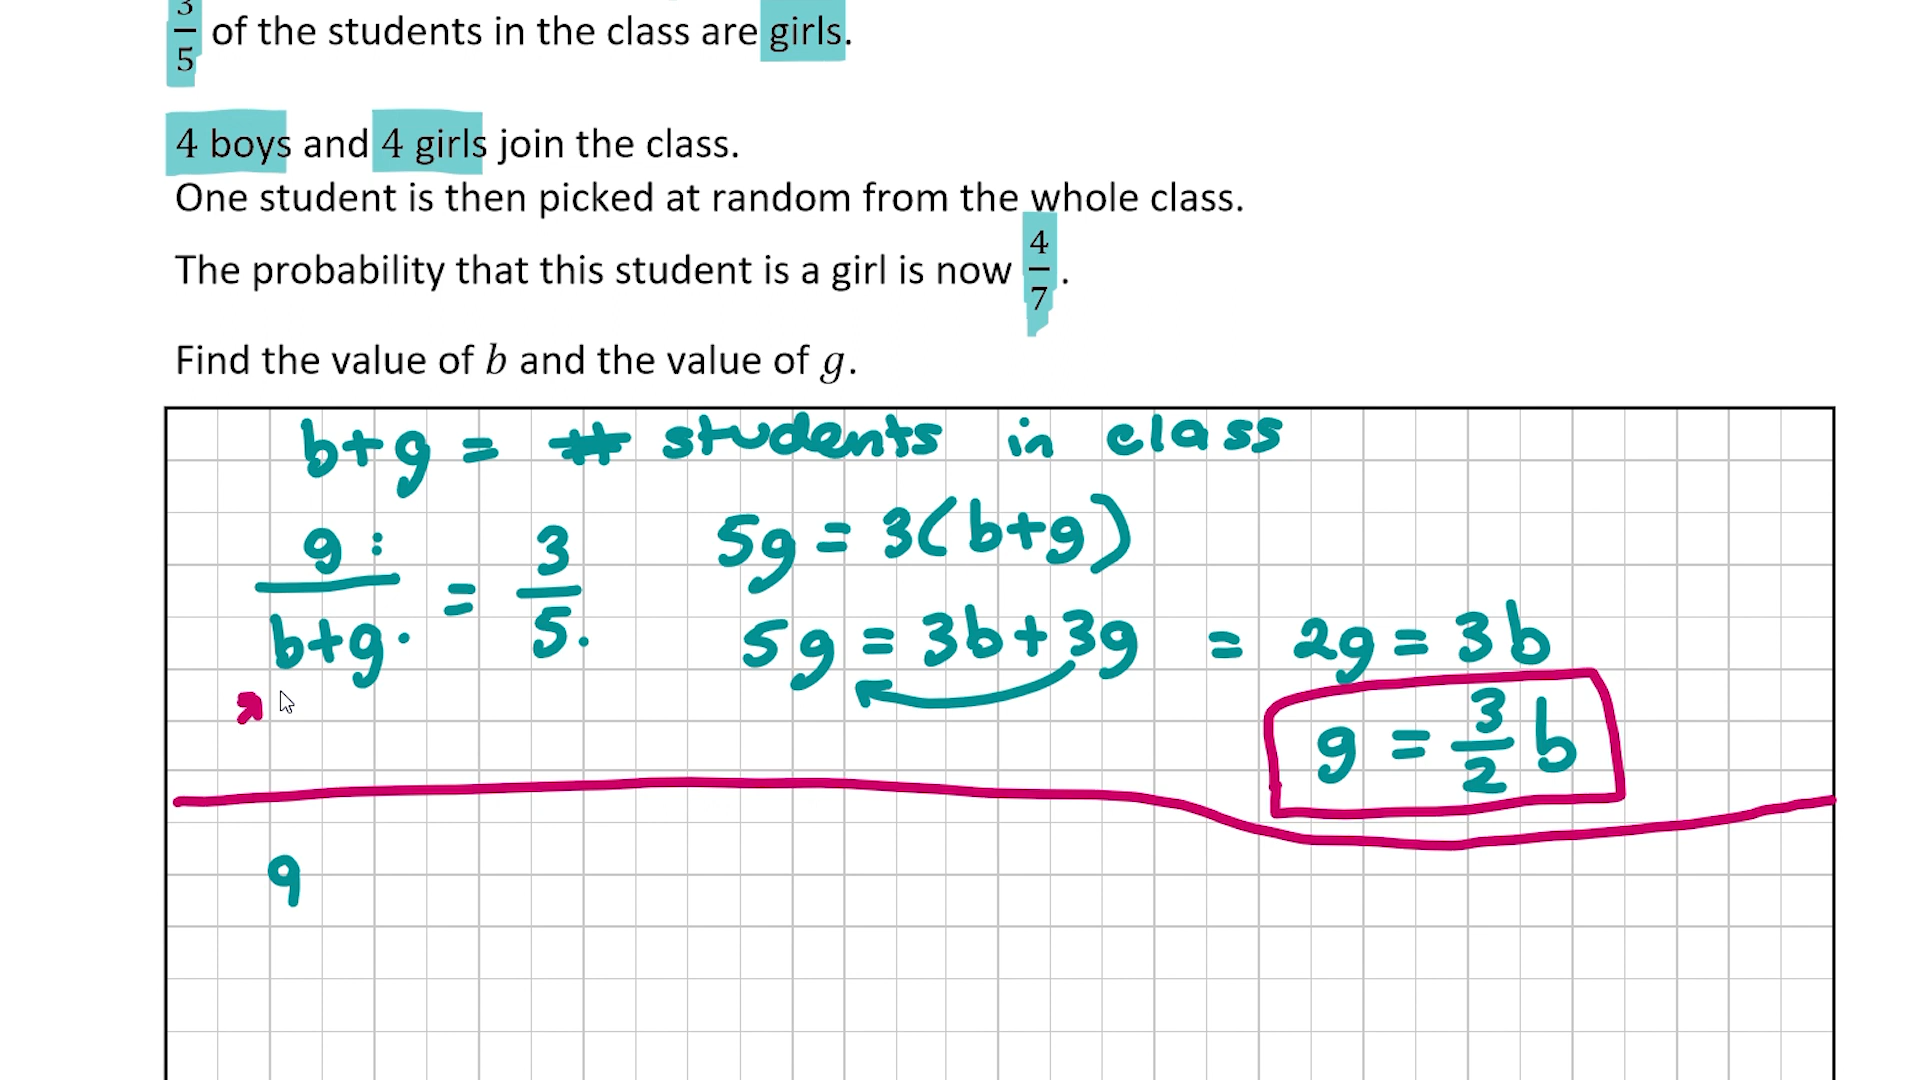 3/5 of the students in the class are girls.
4 boys and 4 girls join the class.
One student is then picked at random from the whole class.
The probability that this student is a girl is now 4/7.
Find the value of b and the value of g.
b+g = # students in class
g/(b+g) = 3/5
5g = 3(b+g)
5g = 3b+3g = 2g = 3b
g = 3/2 b
g